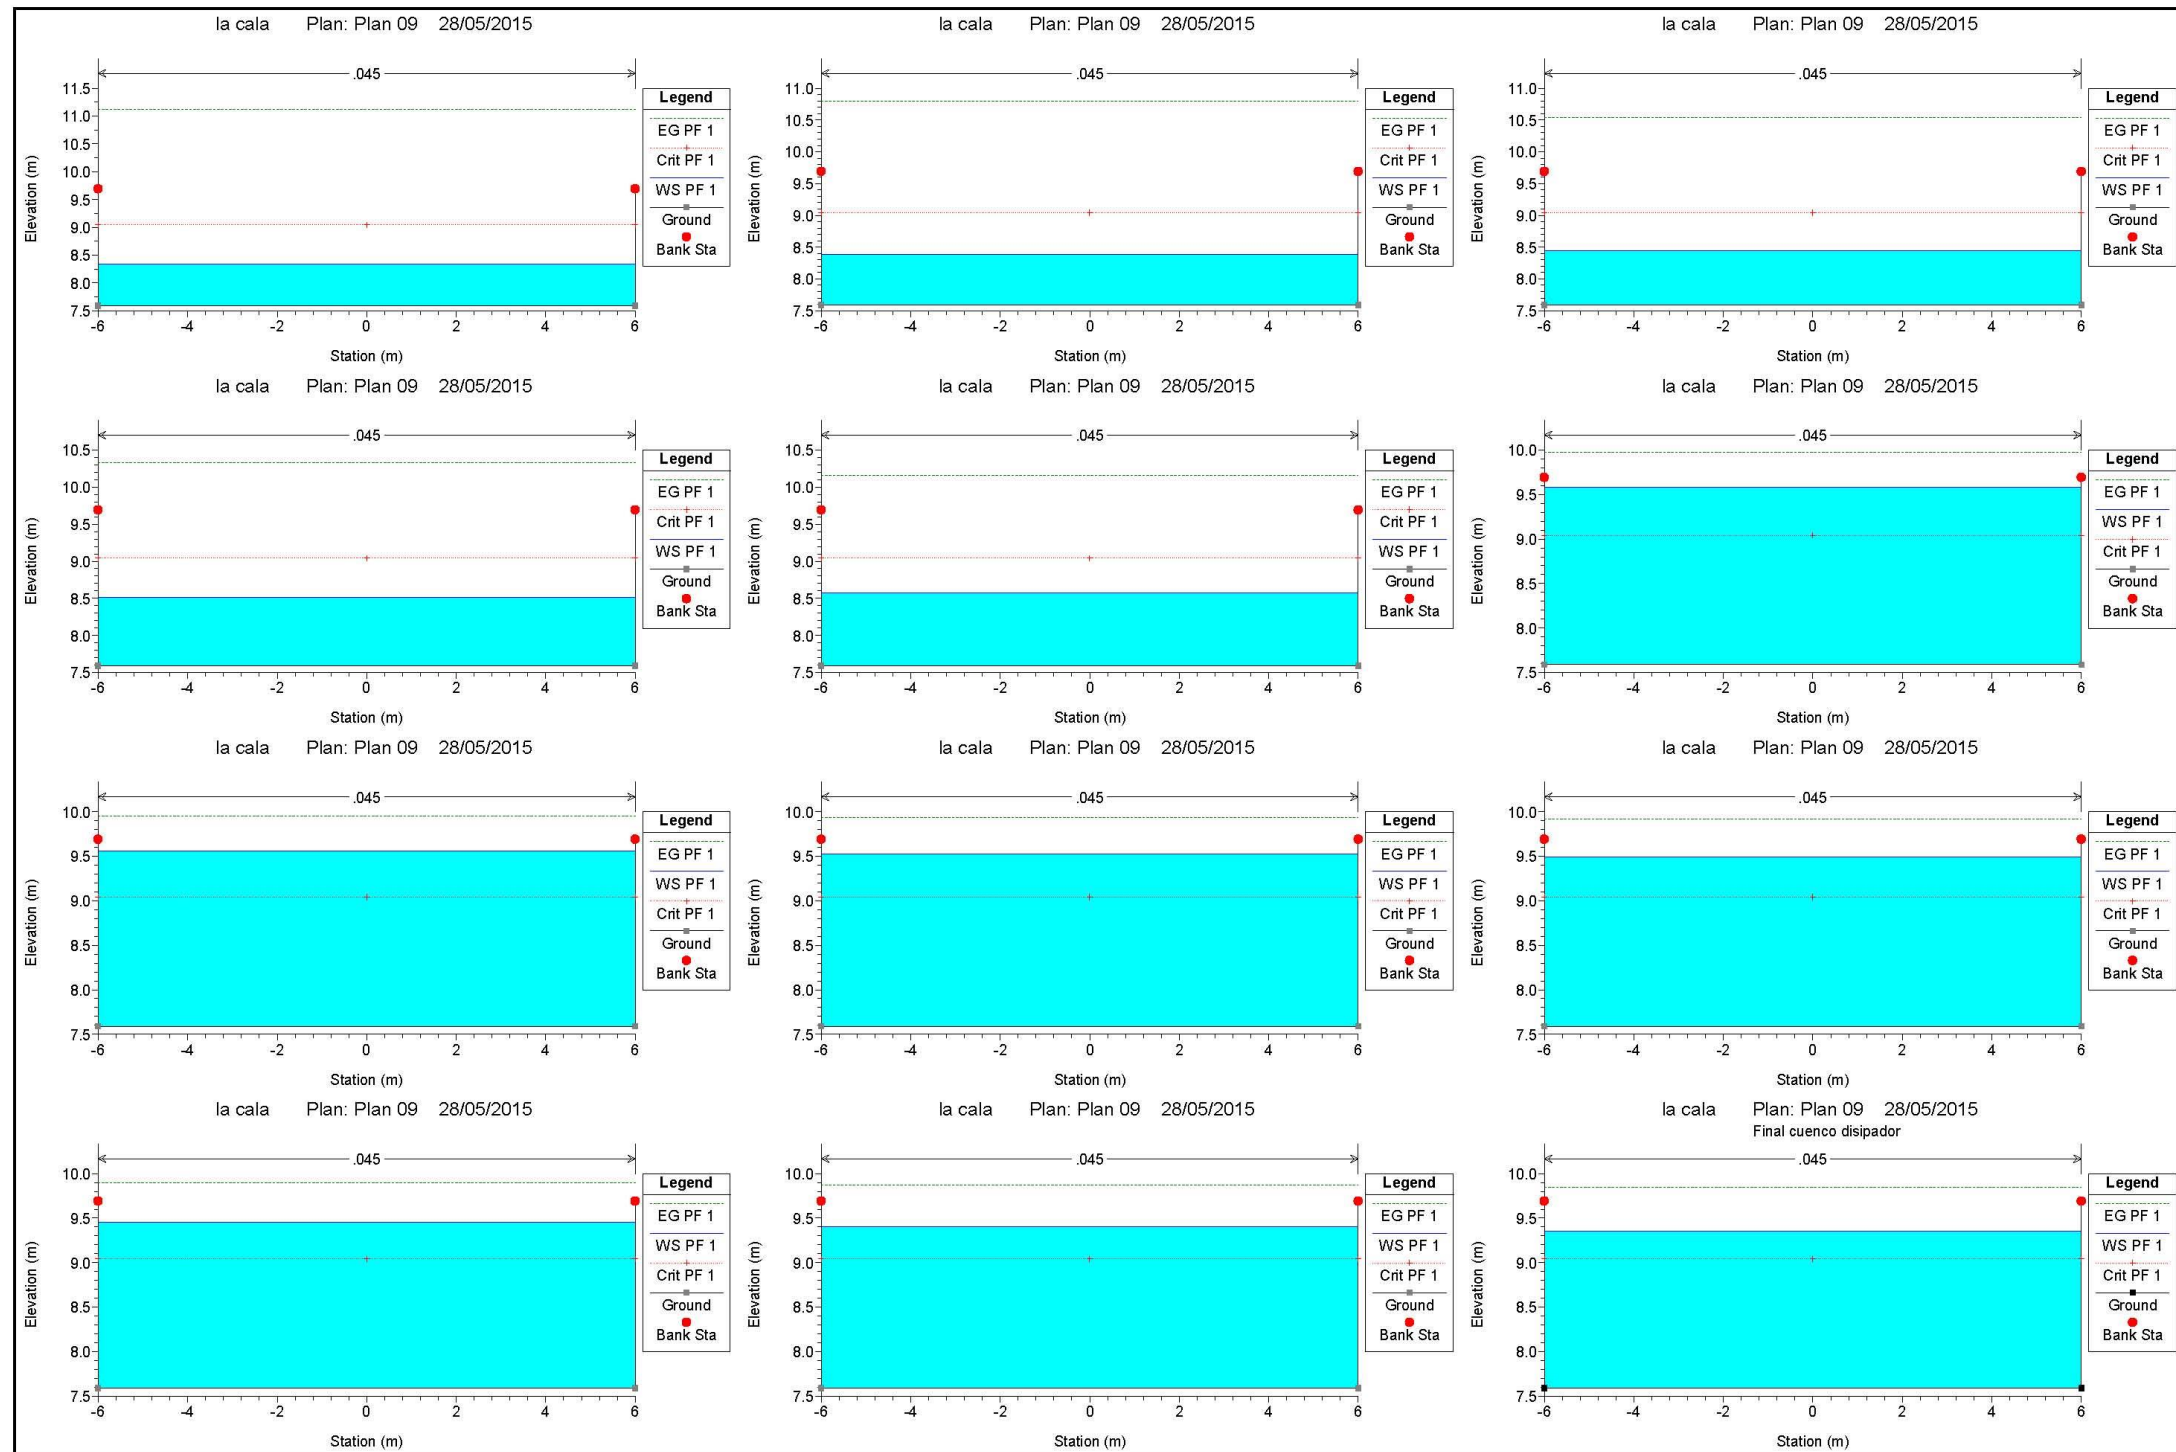 la cala Plan: Plan 09 28/05/2015
.045
Elevation (m)
11.5
11.0
10.5
10.0
9.5
9.0
8.5
8.0
7.5
-6 -4 -2 0 2 4 6
Station (m)
Legend
EG PF 1
Crit PF 1
WS PF 1
Ground
Bank Sta
la cala Plan: Plan 09 28/05/2015
.045
Elevation (m)
11.0
10.5
10.0
9.5
9.0
8.5
8.0
7.5
-6 -4 -2 0 2 4 6
Station (m)
Legend
EG PF 1
Crit PF 1
WS PF 1
Ground
Bank Sta
la cala Plan: Plan 09 28/05/2015
.045
Elevation (m)
11.0
10.5
10.0
9.5
9.0
8.5
8.0
7.5
-6 -4 -2 0 2 4 6
Station (m)
Legend
EG PF 1
Crit PF 1
WS PF 1
Ground
Bank Sta
la cala Plan: Plan 09 28/05/2015
.045
Elevation (m)
10.5
10.0
9.5
9.0
8.5
8.0
7.5
-6 -4 -2 0 2 4 6
Station (m)
Legend
EG PF 1
Crit PF 1
WS PF 1
Ground
Bank Sta
la cala Plan: Plan 09 28/05/2015
.045
Elevation (m)
10.5
10.0
9.5
9.0
8.5
8.0
7.5
-6 -4 -2 0 2 4 6
Station (m)
Legend
EG PF 1
Crit PF 1
WS PF 1
Ground
Bank Sta
la cala Plan: Plan 09 28/05/2015
.045
Elevation (m)
10.0
9.5
9.0
8.5
8.0
7.5
-6 -4 -2 0 2 4 6
Station (m)
Legend
EG PF 1
WS PF 1
Crit PF 1
Ground
Bank Sta
la cala Plan: Plan 09 28/05/2015
.045
Elevation (m)
10.0
9.5
9.0
8.5
8.0
7.5
-6 -4 -2 0 2 4 6
Station (m)
Legend
EG PF 1
WS PF 1
Crit PF 1
Ground
Bank Sta
la cala Plan: Plan 09 28/05/2015
.045
Elevation (m)
10.0
9.5
9.0
8.5
8.0
7.5
-6 -4 -2 0 2 4 6
Station (m)
Legend
EG PF 1
WS PF 1
Crit PF 1
Ground
Bank Sta
la cala Plan: Plan 09 28/05/2015
.045
Elevation (m)
10.0
9.5
9.0
8.5
8.0
7.5
-6 -4 -2 0 2 4 6
Station (m)
Legend
EG PF 1
WS PF 1
Crit PF 1
Ground
Bank Sta
la cala Plan: Plan 09 28/05/2015
.045
Elevation (m)
10.0
9.5
9.0
8.5
8.0
7.5
-6 -4 -2 0 2 4 6
Station (m)
Legend
EG PF 1
WS PF 1
Crit PF 1
Ground
Bank Sta
la cala Plan: Plan 09 28/05/2015
.045
Elevation (m)
10.0
9.5
9.0
8.5
8.0
7.5
-6 -4 -2 0 2 4 6
Station (m)
Legend
EG PF 1
WS PF 1
Crit PF 1
Ground
Bank Sta
la cala Plan: Plan 09 28/05/2015
Final cuenco disipador
.045
Elevation (m)
10.0
9.5
9.0
8.5
8.0
7.5
-6 -4 -2 0 2 4 6
Station (m)
Legend
EG PF 1
WS PF 1
Crit PF 1
Ground
Bank Sta